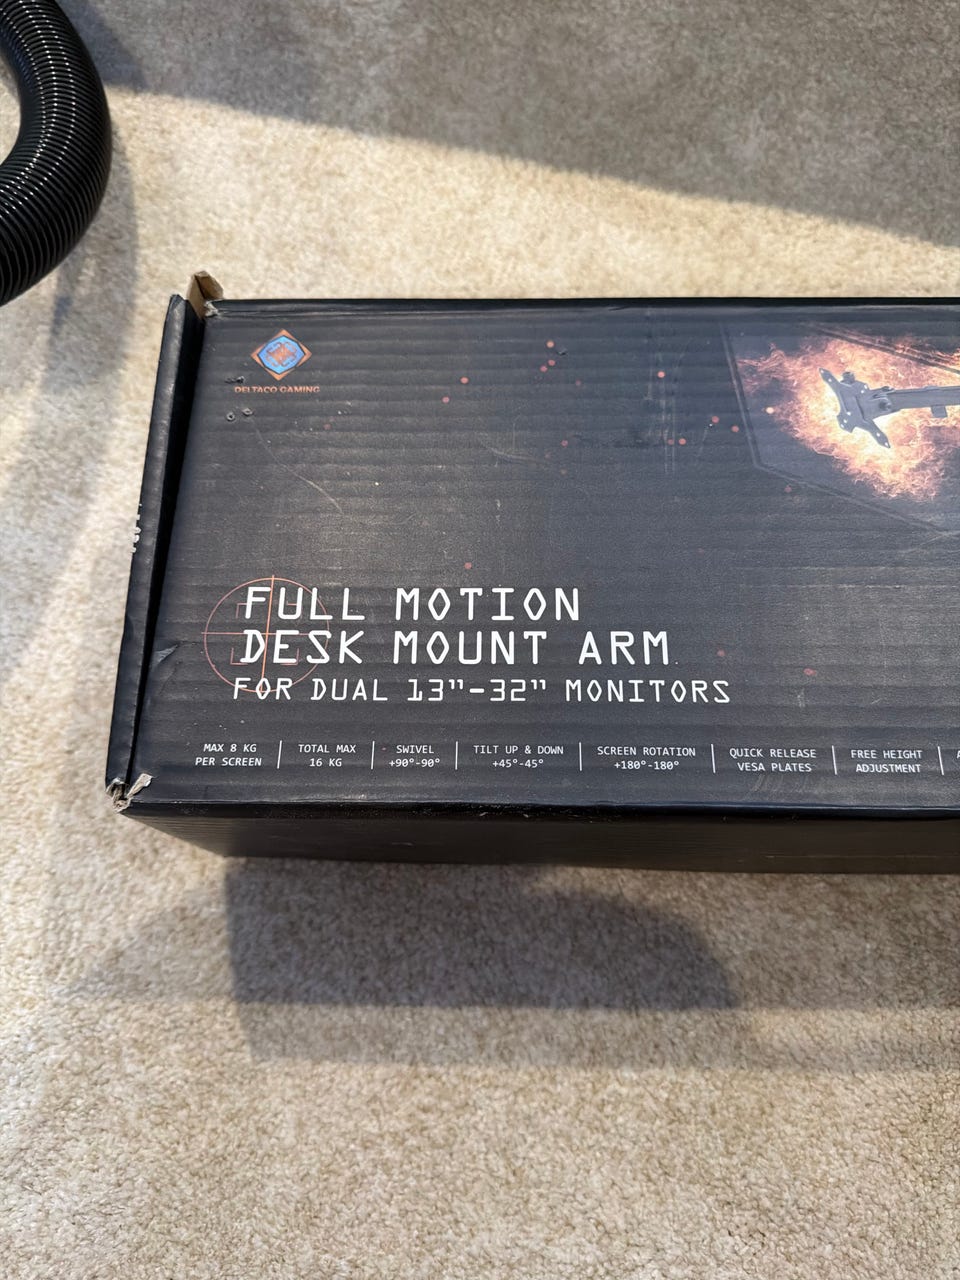 DELTACO GAMING
FULL MOTION
DESK MOUNT ARM
FOR DUAL 13"-32" MONITORS
MAX 8 KG
PER SCREEN
TOTAL MAX
16 KG
SWIVEL
+90°-90°
TILT UP & DOWN
+45°-45°
SCREEN ROTATION
+180°-180°
QUICK RELEASE
VESA PLATES
FREE HEIGHT
ADJUSTMENT